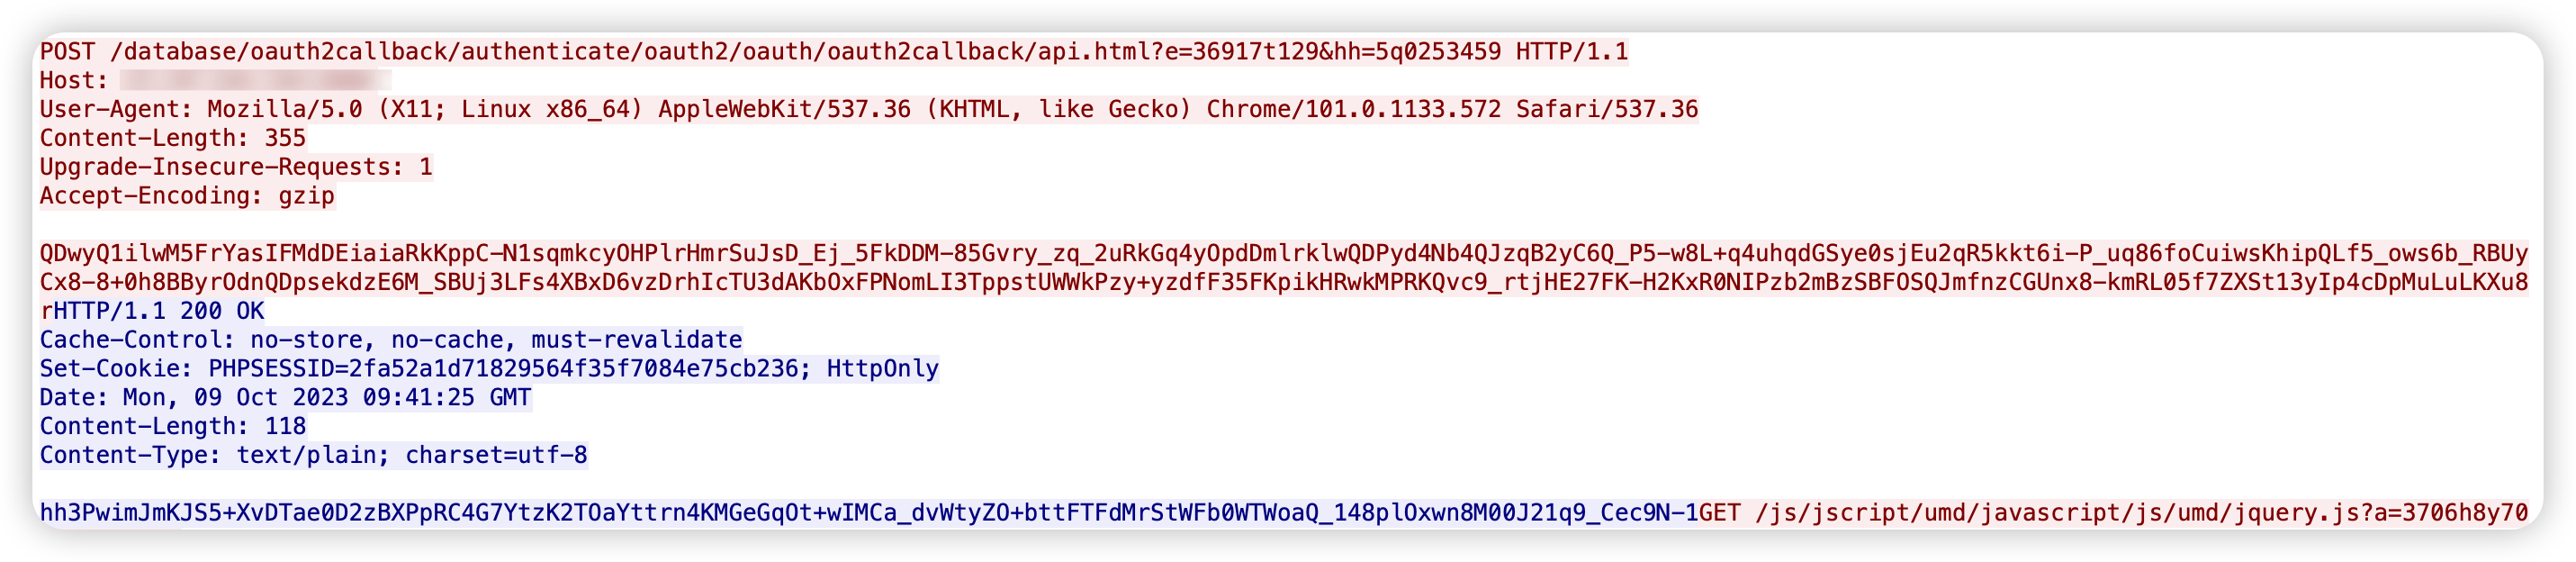 POST /database/oauth2callback/authenticate/oauth2/oauth/oauth2callback/api.html?e=36917t129&hh=5q0253459 HTTP/1.1
Host:
User-Agent: Mozilla/5.0 (X11; Linux x86_64) AppleWebKit/537.36 (KHTML, like Gecko) Chrome/101.0.1133.572 Safari/537.36
Content-Length: 355
Upgrade-Insecure-Requests: 1
Accept-Encoding: gzip
QDwyQ1ilwM5FrYasIFMdDEiaiaRkKppC-N1sqmkcyOHPlrHmrSuJsD_Ej_5FkDDM-85Gvry_zq_2uRkGq4yOpdDmlrklwQDPyd4Nb4QJzqB2yC6Q_P5-w8L+q4uhqdGSye0sjEu2qR5kkt6i-P_uq86foCuiwsKhipQLf5_ows6b_RBUy
Cx8-8+0h8BByrOdnQDpsekdzE6M_SBUj3LFs4XBxD6vzDrhIcTU3dAKbOxFPNomLI3TppstUWWkPzy+yzdfF35FKpikHRwkMPRKQvc9_rtjHE27FK-H2KxR0NIPzb2mBzSBFOSQJmfnzCGUnx8-kmRL05f7ZXSt13yIp4cDpMuLuLKXu8
rHTTP/1.1 200 OK
Cache-Control: no-store, no-cache, must-revalidate
Set-Cookie: PHPSESSID=2fa52a1d71829564f35f7084e75cb236; HttpOnly
Date: Mon, 09 Oct 2023 09:41:25 GMT
Content-Length: 118
Content-Type: text/plain; charset=utf-8
hh3PwimJmKJS5+XvDTae0D2zBXPpRC4G7YtzK2TOaYttrn4KMGeGqOt+wIMCa_dvWtyZO+bttFTFdMrStWFb0WTWoaQ_148plOxwn8M00J21q9_Cec9N-1GET /js/jscript/umd/javascript/js/umd/jquery.js?a=3706h8y70